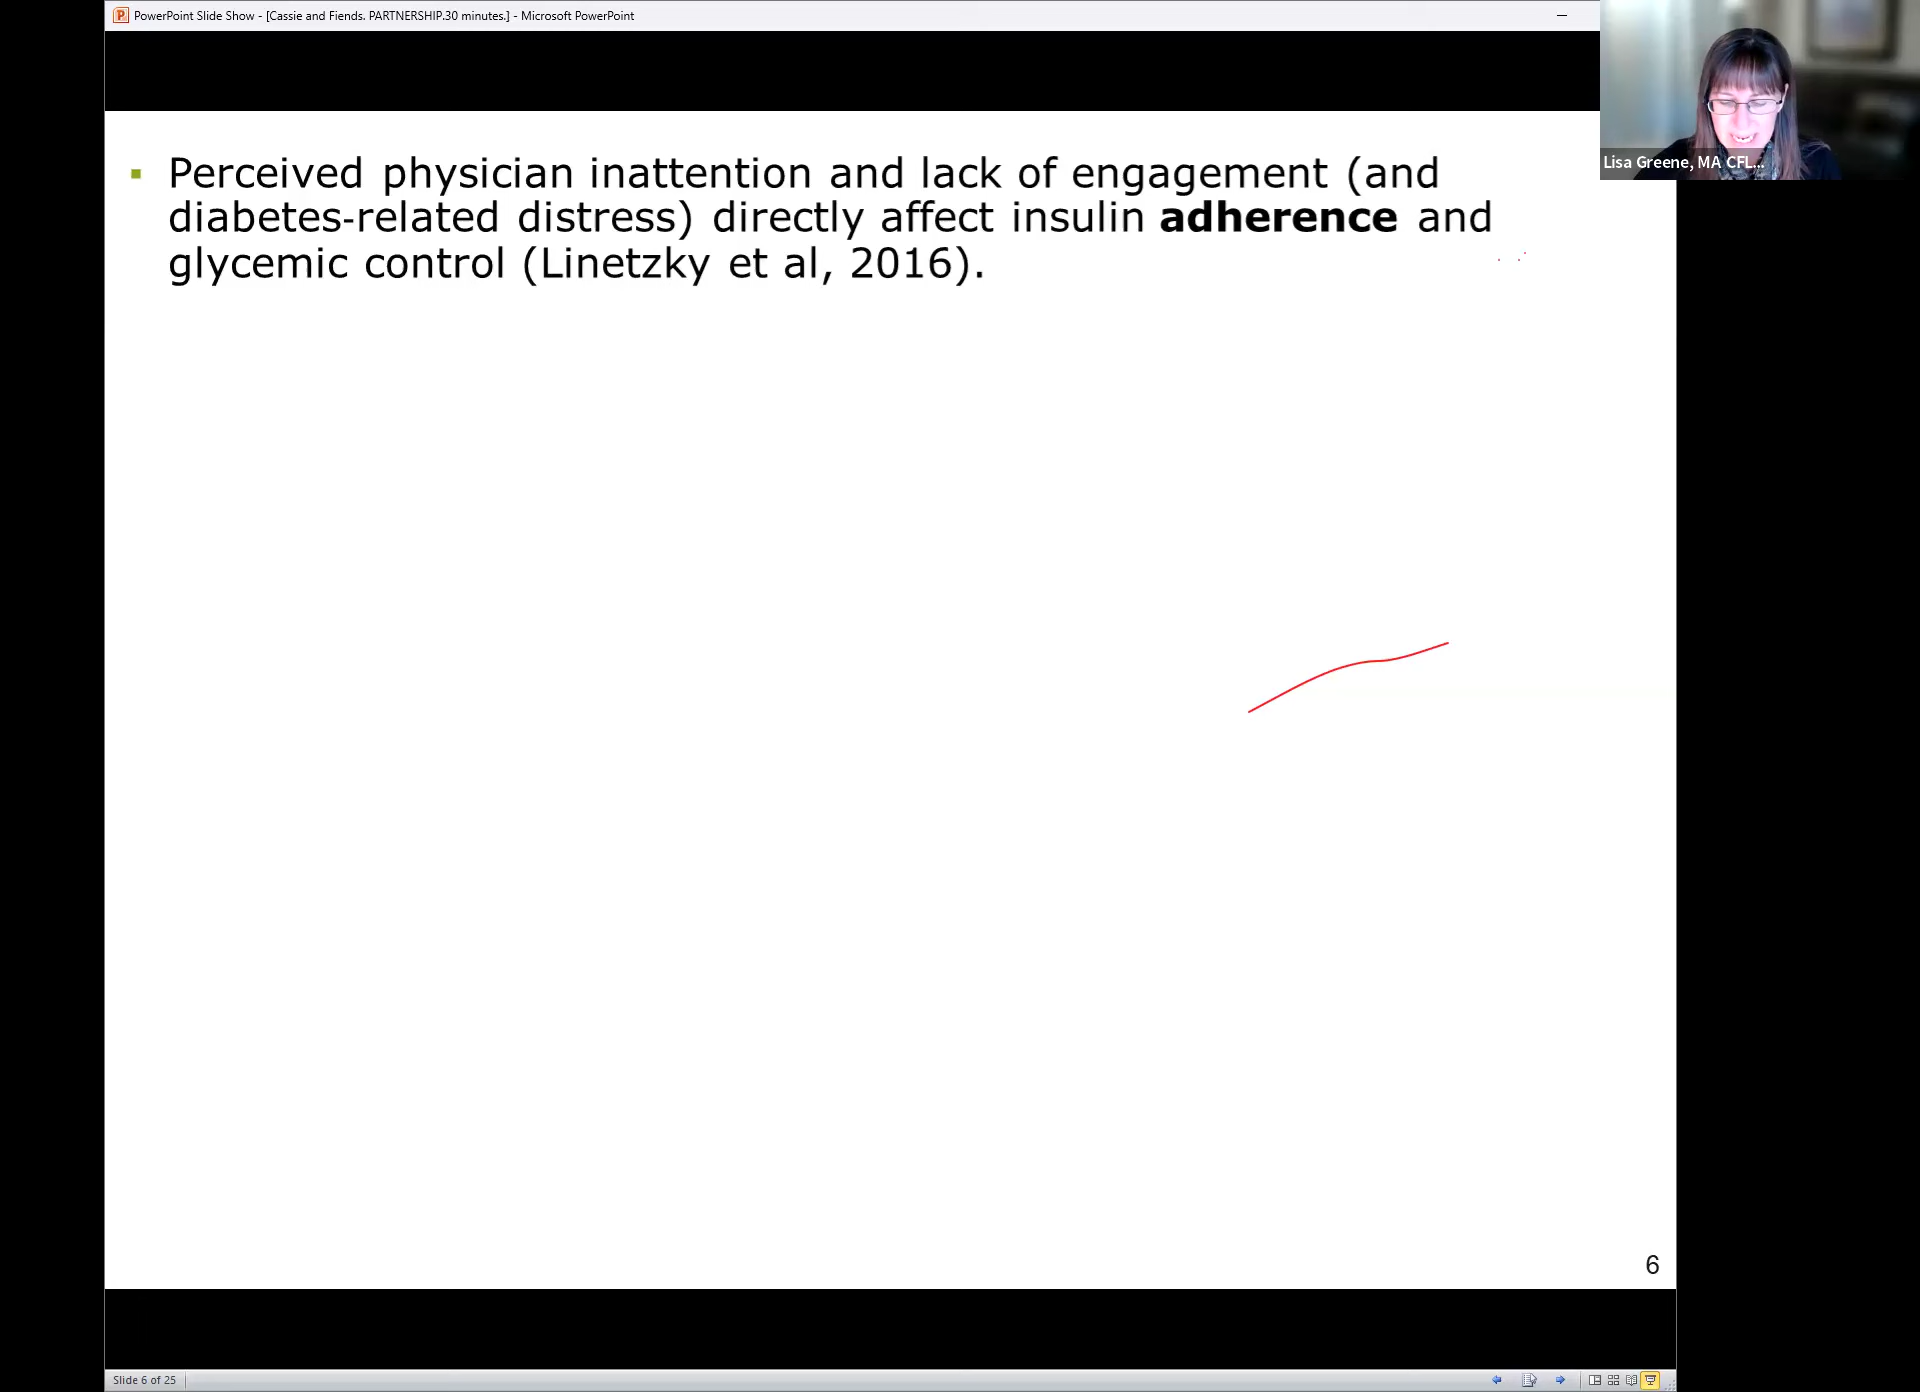 PowerPoint Slide Show - [Cassie and Fiends. PARTNERSHIP.30 minutes.] - Microsoft PowerPoint
Lisa Greene, MA CFL...
▪ Perceived physician inattention and lack of engagement (and
diabetes-related distress) directly affect insulin adherence and
glycemic control (Linetzky et al, 2016).
6
Slide 6 of 25